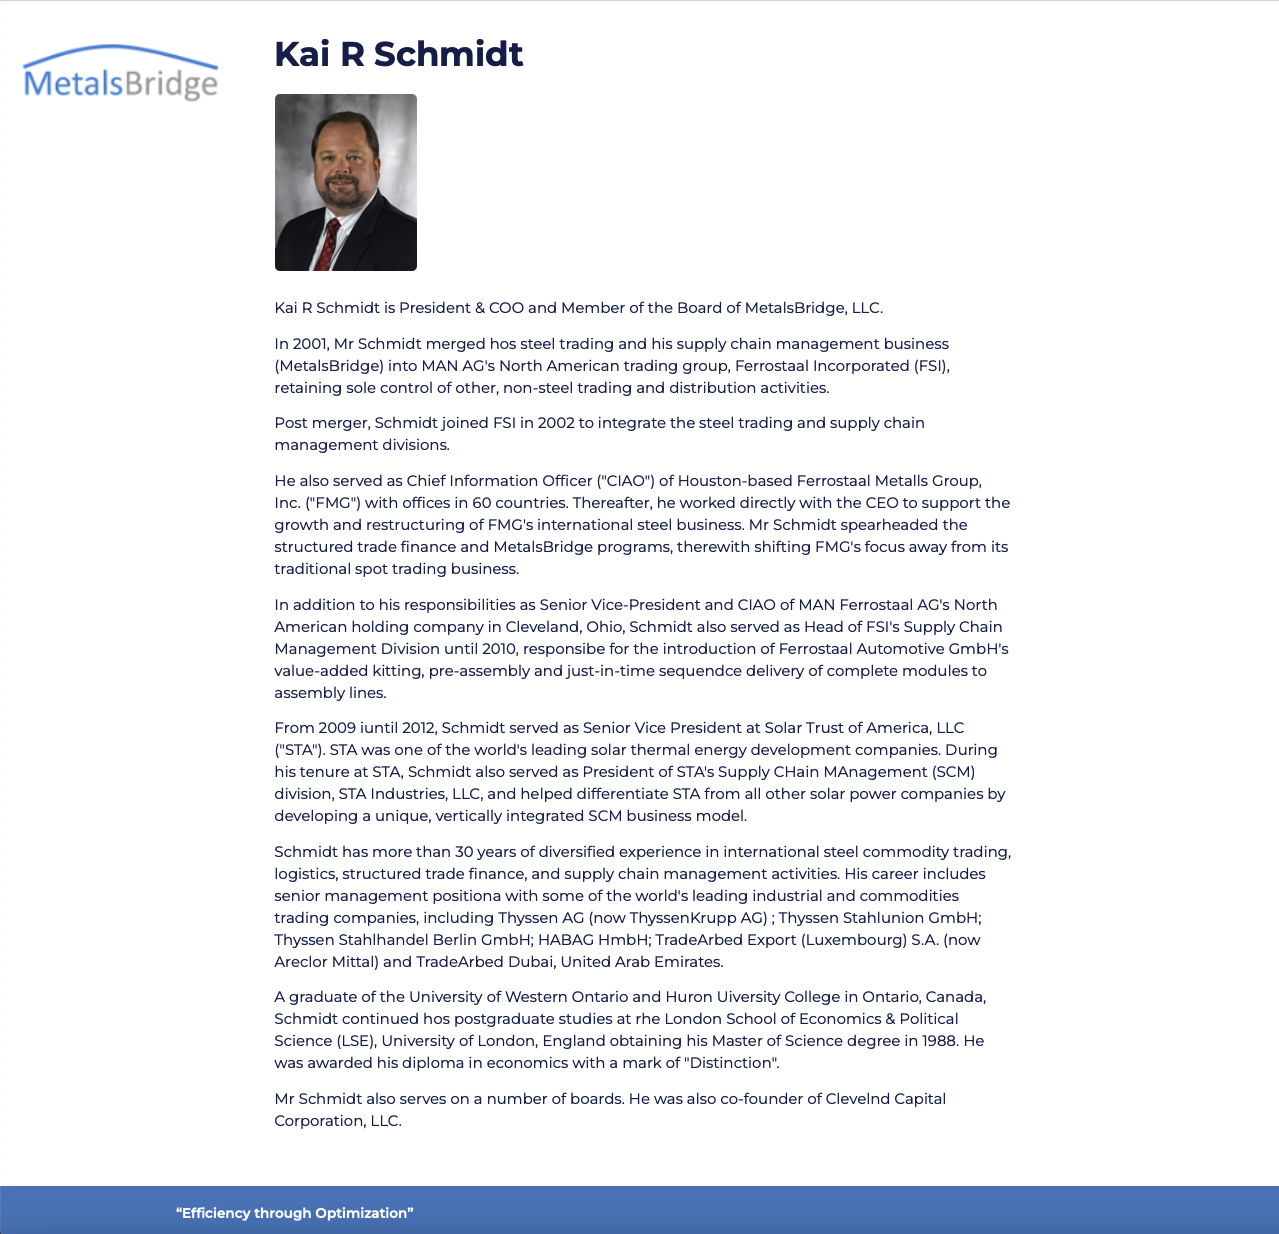 MetalsBridge
Kai R Schmidt
Kai R Schmidt is President & COO and Member of the Board of MetalsBridge, LLC.
In 2001, Mr Schmidt merged hos steel trading and his supply chain management business
(MetalsBridge) into MAN AG's North American trading group, Ferrostaal Incorporated (FSI),
retaining sole control of other, non-steel trading and distribution activities.
Post merger, Schmidt joined FSI in 2002 to integrate the steel trading and supply chain
management divisions.
He also served as Chief Information Officer ("CIAO") of Houston-based Ferrostaal Metalls Group,
Inc. ("FMG") with offices in 60 countries. Thereafter, he worked directly with the CEO to support the
growth and restructuring of FMG's international steel business. Mr Schmidt spearheaded the
structured trade finance and MetalsBridge programs, therewith shifting FMG's focus away from its
traditional spot trading business.
In addition to his responsibilities as Senior Vice-President and CIAO of MAN Ferrostaal AG's North
American holding company in Cleveland, Ohio, Schmidt also served as Head of FSI's Supply Chain
Management Division until 2010, responsibe for the introduction of Ferrostaal Automotive GmbH's
value-added kitting, pre-assembly and just-in-time sequendce delivery of complete modules to
assembly lines.
From 2009 iuntil 2012, Schmidt served as Senior Vice President at Solar Trust of America, LLC
("STA"). STA was one of the world's leading solar thermal energy development companies. During
his tenure at STA, Schmidt also served as President of STA's Supply CHain MAnagement (SCM)
division, STA Industries, LLC, and helped differentiate STA from all other solar power companies by
developing a unique, vertically integrated SCM business model.
Schmidt has more than 30 years of diversified experience in international steel commodity trading,
logistics, structured trade finance, and supply chain management activities. His career includes
senior management positiona with some of the world's leading industrial and commodities
trading companies, including Thyssen AG (now ThyssenKrupp AG) ; Thyssen Stahlunion GmbH;
Thyssen Stahlhandel Berlin GmbH; HABAG HmbH; TradeArbed Export (Luxembourg) S.A. (now
Areclor Mittal) and TradeArbed Dubai, United Arab Emirates.
A graduate of the University of Western Ontario and Huron Uiversity College in Ontario, Canada,
Schmidt continued hos postgraduate studies at rhe London School of Economics & Political
Science (LSE), University of London, England obtaining his Master of Science degree in 1988. He
was awarded his diploma in economics with a mark of "Distinction".
Mr Schmidt also serves on a number of boards. He was also co-founder of Clevelnd Capital
Corporation, LLC.
“Efficiency through Optimization”